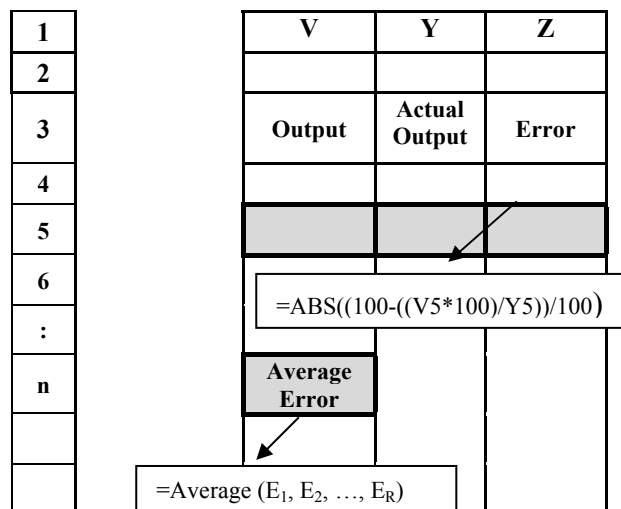 1 V Y Z
2
3 Output Actual Output Error
4
5
6
=ABS((100-((V5*100)/Y5))/100)
:
n Average Error
=Average (E1, E2, …, ER)